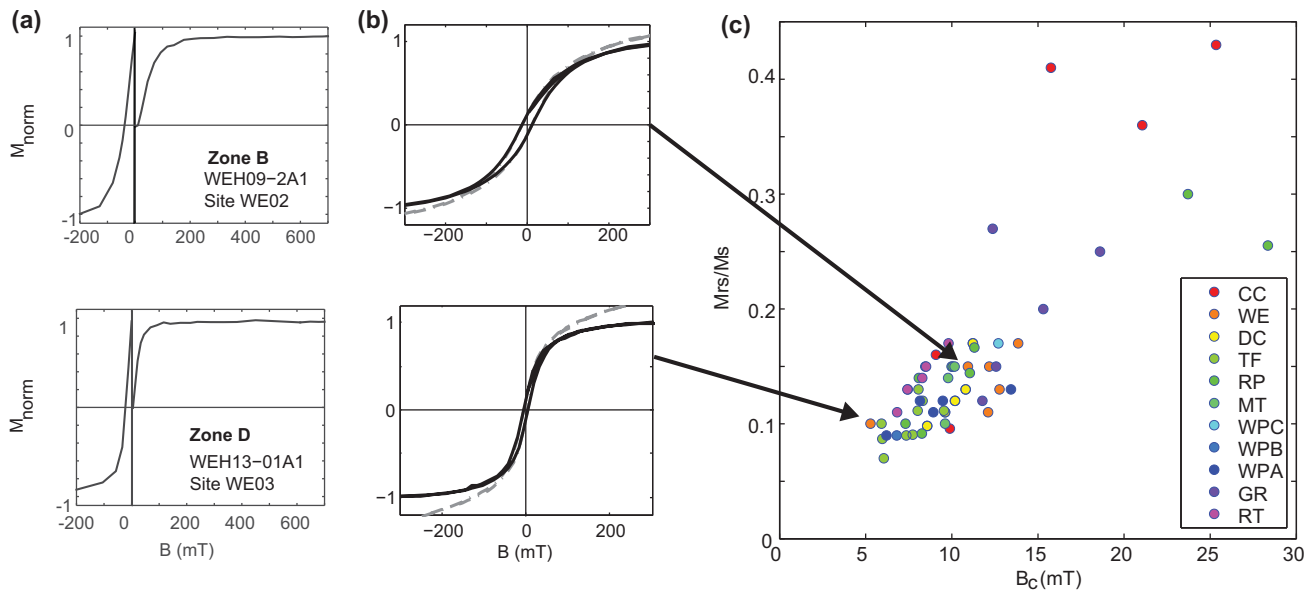 (a)
1
0
-1
M norm
Zone B
WEH09−2A1
Site WE02
-200 0 200 400 600
1
-1
Zone D
WEH13−01A1
Site WE03
-200 0 200 400 600
B (mT)
(b)
1
0
−1
−200 0 200
1
0
−1
−200 0 200
B (mT)
(c)
0.4
0.3
0.2
0.1
0
Mrs/Ms
0 5 10 15 20 25 30
BC(mT)
CC
WE
DC
TF
RP
MT
WPC
WPB
WPA
GR
RT